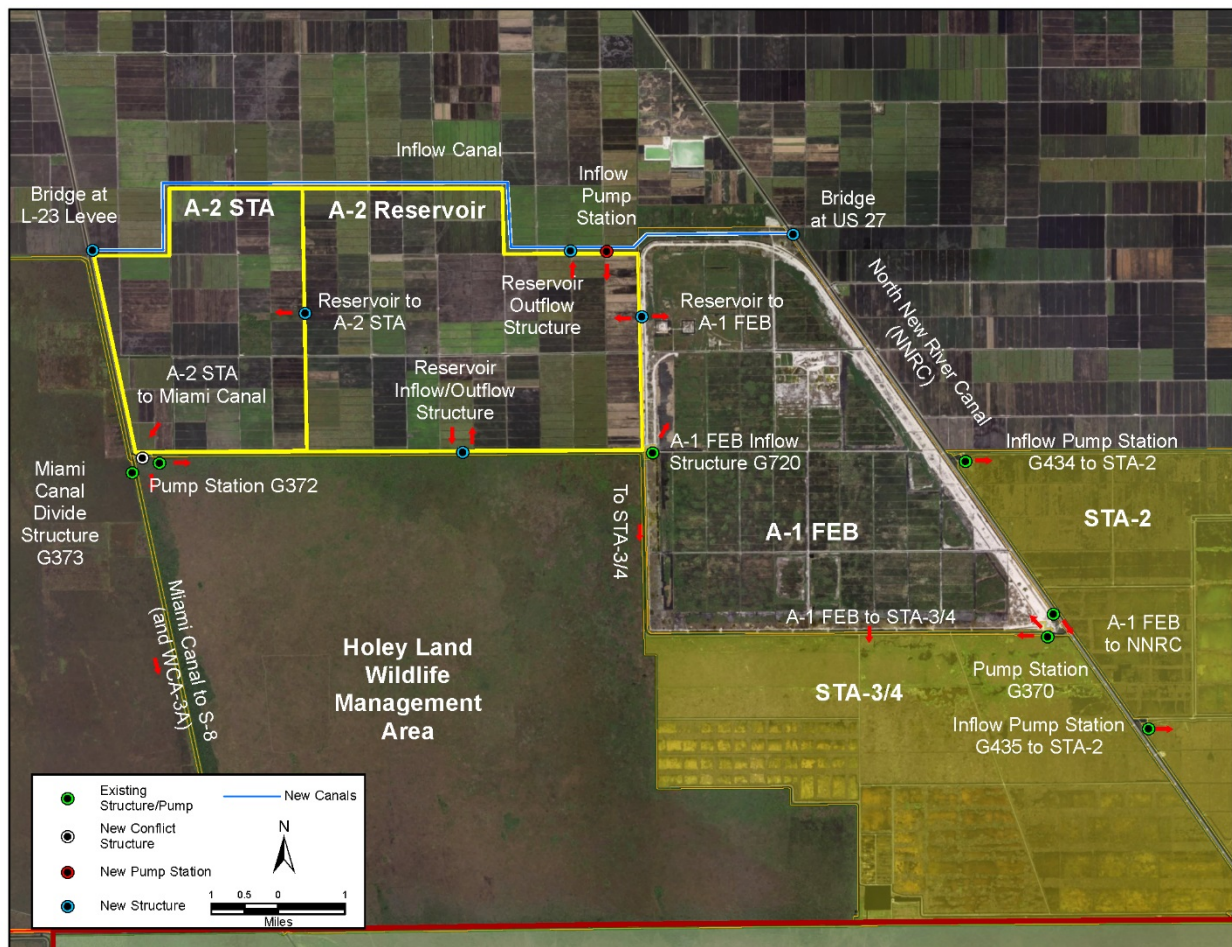 Inflow Canal
Inflow
Pump
Station
Bridge at
L-23 Levee
A-2 STA
A-2 Reservoir
Bridge
at US 27
Reservoir to
A-2 STA
Reservoir
Outflow
Structure
Reservoir to
A-1 FEB
North New River Canal
(NNRC)
A-2 STA
to Miami Canal
Reservoir
Inflow/Outflow
Structure
A-1 FEB Inflow
Structure G720
Inflow Pump Station
G434 to STA-2
Miami
Canal
Divide
Structure
G373
Pump Station G372
To STA-3/4
A-1 FEB
STA-2
Miami Canal to S-8
(and WCA-3A)
Holey Land
Wildlife
Management
Area
A-1 FEB to STA-3/4
A-1 FEB
to NNRC
STA-3/4
Pump Station
G370
Inflow Pump Station
G435 to STA-2
Existing
Structure/Pump
New Canals
New Conflict
Structure
N
New Pump Station
New Structure
1 0.5 0 1
Miles